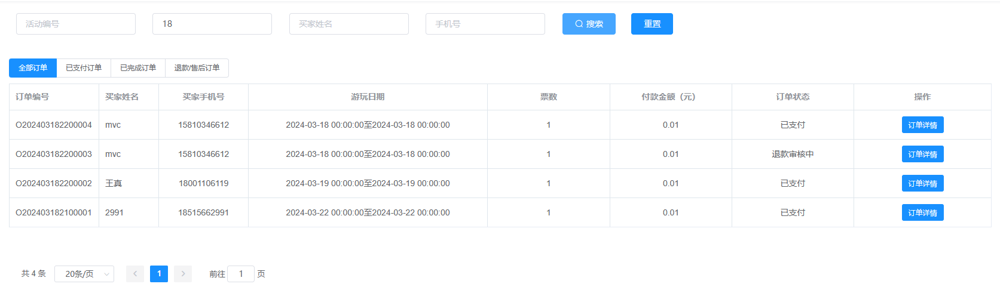 活动编号 18 买家姓名 手机号 搜索 重置
全部订单 已支付订单 已完成订单 退款/售后订单
订单编号 买家姓名 买家手机号 游玩日期 票数 付款金额（元） 订单状态 操作
O202403182200004 mvc 15810346612 2024-03-18 00:00:00至2024-03-18 00:00:00 1 0.01 已支付 订单详情
O202403182200003 mvc 15810346612 2024-03-18 00:00:00至2024-03-18 00:00:00 1 0.01 退款审核中 订单详情
O202403182200002 王真 18001106119 2024-03-19 00:00:00至2024-03-19 00:00:00 1 0.01 已支付 订单详情
O202403182100001 2991 18515662991 2024-03-22 00:00:00至2024-03-22 00:00:00 1 0.01 已支付 订单详情
共 4 条 20条/页 1 前往 1 页